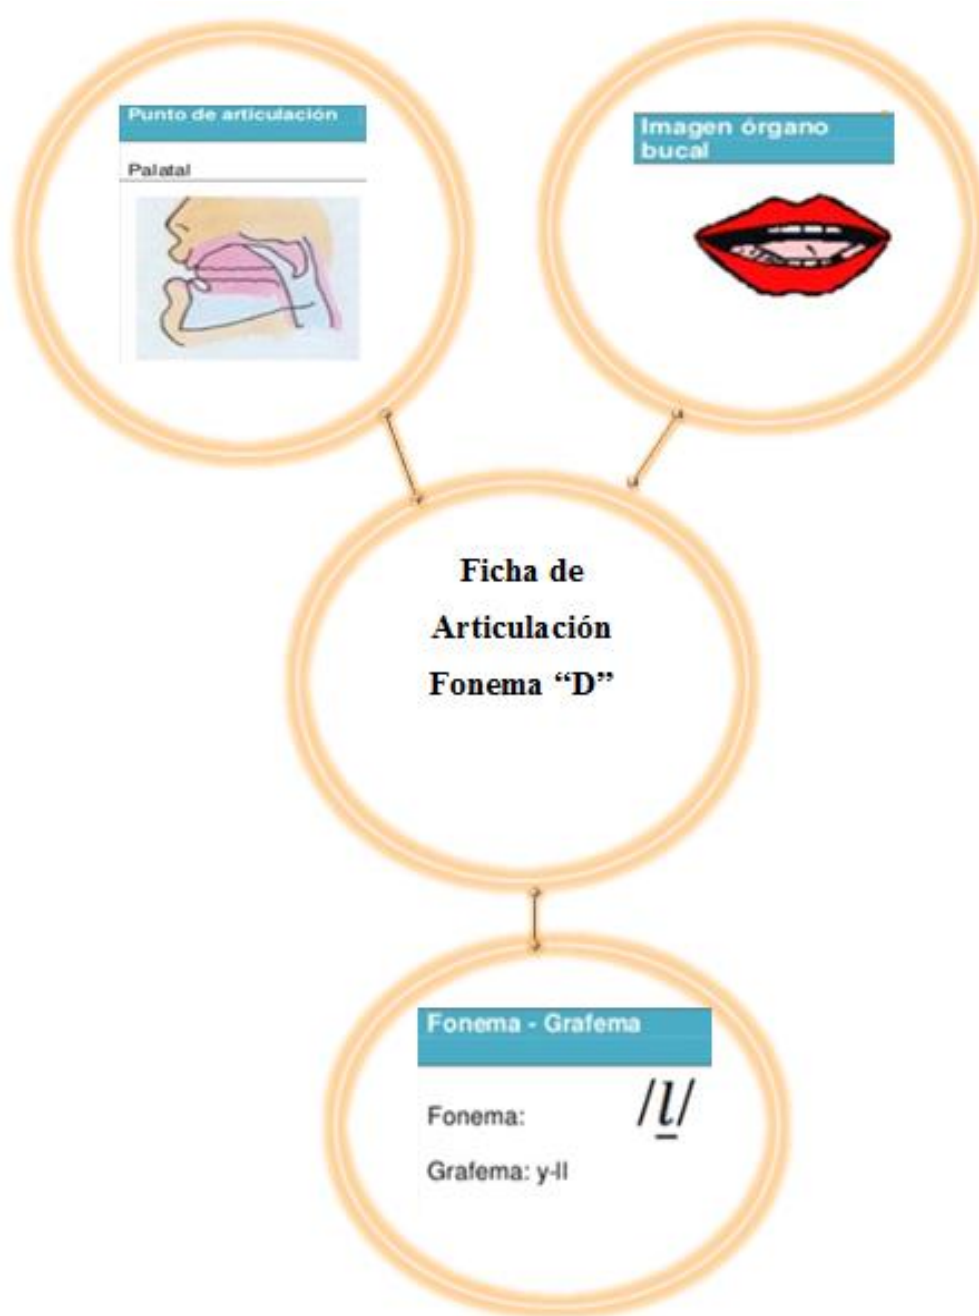 Punto de articulación
Palatal
Imagen órgano
bucal
Ficha de
Articulación
Fonema “D”
Fonema - Grafema
Fonema: /l/
Grafema: y-ll